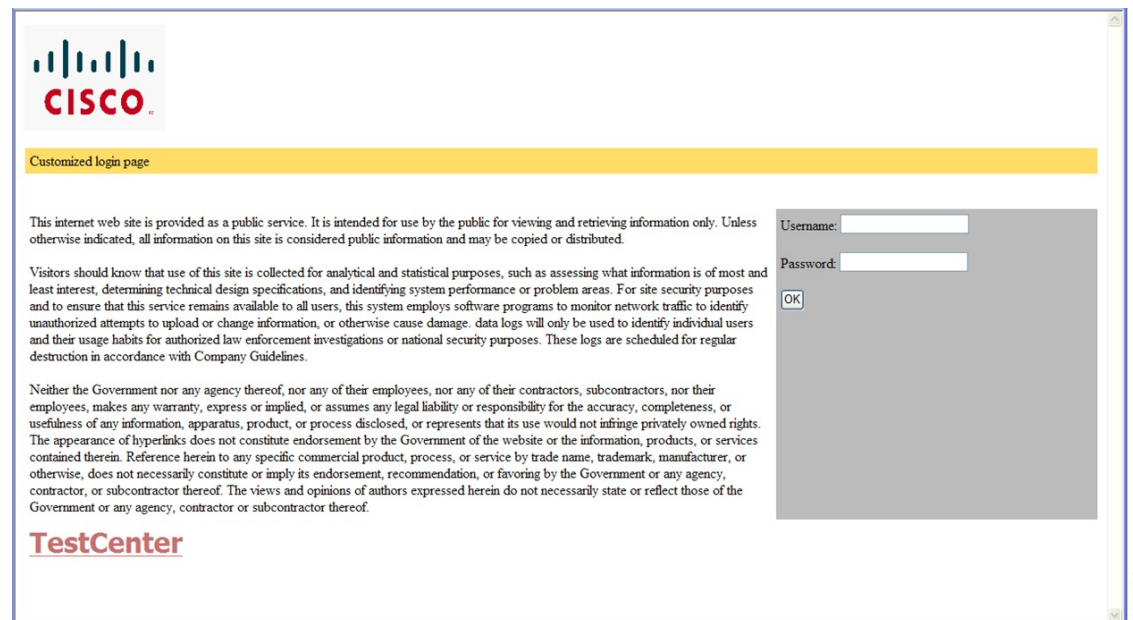 CISCO
Customized login page
This internet web site is provided as a public service. It is intended for use by the public for viewing and retrieving information only. Unless
otherwise indicated, all information on this site is considered public information and may be copied or distributed.
Username:
Visitors should know that use of this site is collected for analytical and statistical purposes, such as assessing what information is of most and
least interest, determining technical design specifications, and identifying system performance or problem areas. For site security purposes
and to ensure that this service remains available to all users, this system employs software programs to monitor network traffic to identify
unauthorized attempts to upload or change information, or otherwise cause damage. data logs will only be used to identify individual users
and their usage habits for authorized law enforcement investigations or national security purposes. These logs are scheduled for regular
destruction in accordance with Company Guidelines.
Password:
OK
Neither the Government nor any agency thereof, nor any of their employees, nor any of their contractors, subcontractors, nor their
employees, makes any warranty, express or implied, or assumes any legal liability or responsibility for the accuracy, completeness, or
usefulness of any information, apparatus, product, or process disclosed, or represents that its use would not infringe privately owned rights.
The appearance of hyperlinks does not constitute endorsement by the Government of the website or the information, products, or services
contained therein. Reference herein to any specific commercial product, process, or service by trade name, trademark, manufacturer, or
otherwise, does not necessarily constitute or imply its endorsement, recommendation, or favoring by the Government or any agency,
contractor, or subcontractor thereof. The views and opinions of authors expressed herein do not necessarily state or reflect those of the
Government or any agency, contractor or subcontractor thereof.
TestCenter